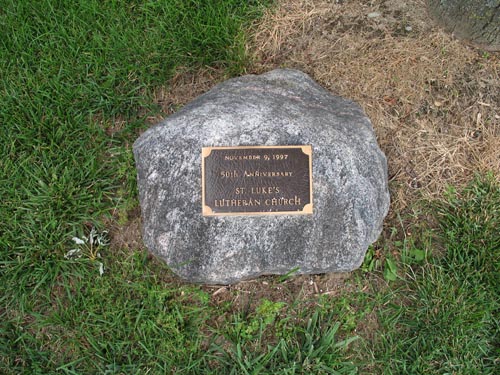 NOVEMBER 9, 1997
50th ANNIVERSARY
ST. LUKE'S
LUTHERAN CHURCH